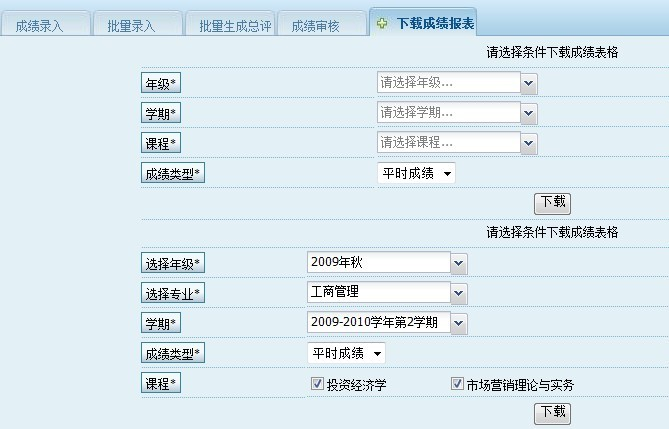 成绩录入 批量录入 批量生成总评 成绩审核 下载成绩报表
请选择条件下载成绩表格
年级* 请选择年级...
学期* 请选择学期...
课程* 请选择课程...
成绩类型* 平时成绩
下载
请选择条件下载成绩表格
选择年级* 2009年秋
选择专业* 工商管理
学期* 2009-2010学年第2学期
成绩类型* 平时成绩
课程* 投资经济学 市场营销理论与实务
下载